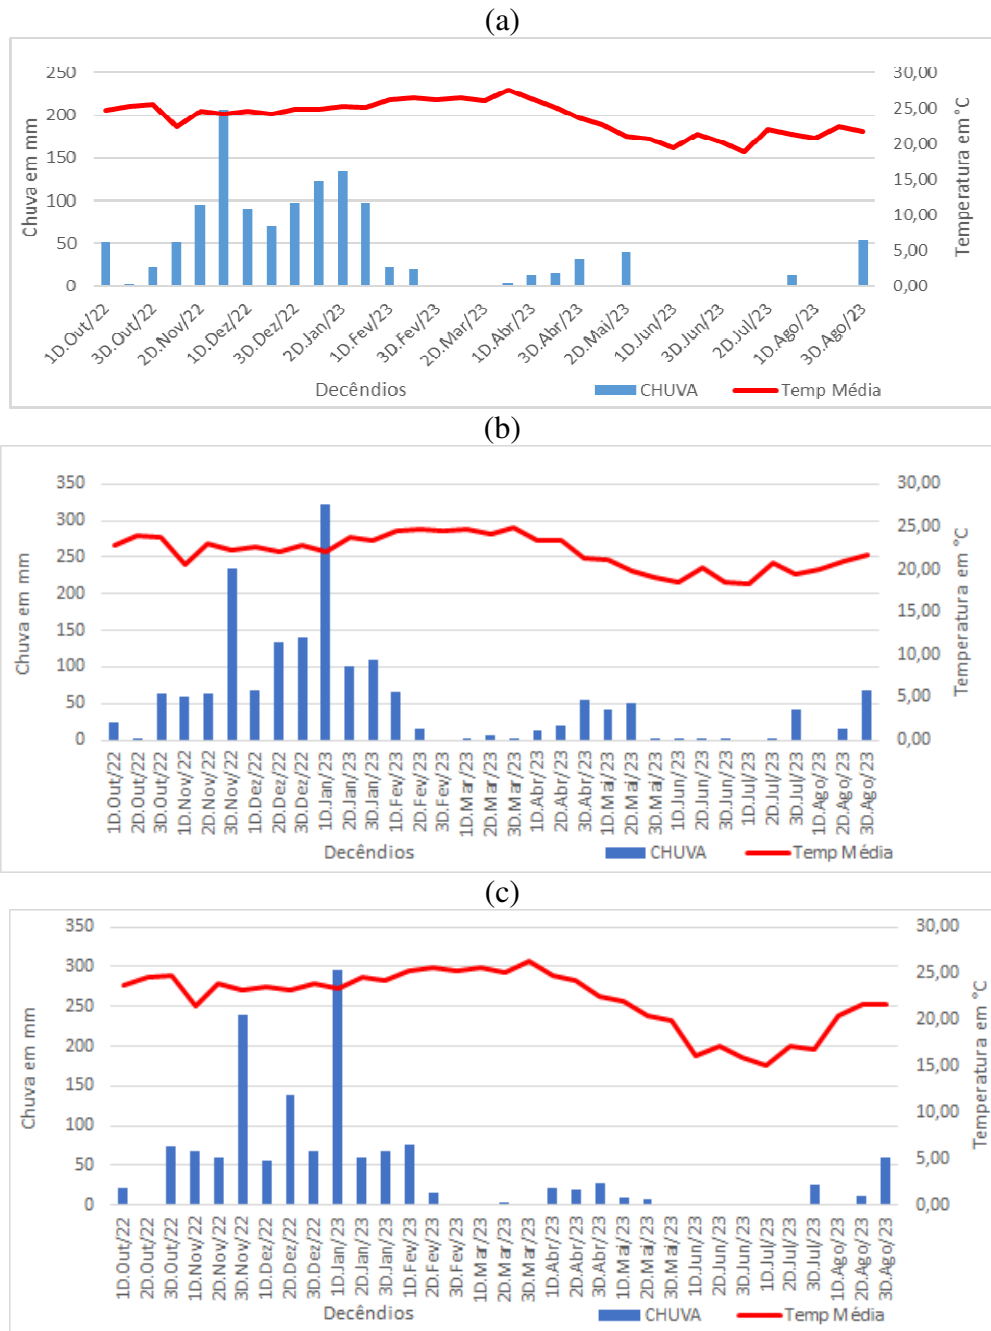 (a)
250 30,00
200 25,00
150 20,00
100 15,00
50 10,00
0 5,00
0,00
Chuva em mm
Temperatura em °C
1D.Out/22 3D.Out/22 2D.Nov/22 1D.Dez/22 3D.Dez/22 2D.Jan/23 1D.Fev/23 3D.Fev/23 2D.Mar/23 1D.Abr/23 3D.Abr/23 2D.Mai/23 1D.Jun/23 3D.Jun/23 2D.Jul/23 1D.Ago/23 3D.Ago/23
Decêndios CHUVA Temp Média
(b)
350 30,00
300 25,00
250 20,00
200 15,00
150 10,00
100 5,00
50 0,00
0
Chuva em mm
Temperatura em °C
1D.Out/22 2D.Out/22 3D.Out/22 1D.Nov/22 2D.Nov/22 3D.Nov/22 1D.Dez/22 2D.Dez/22 3D.Dez/22 1D.Jan/23 2D.Jan/23 3D.Jan/23 1D.Fev/23 2D.Fev/23 3D.Fev/23 1D.Mar/23 2D.Mar/23 3D.Mar/23 1D.Abr/23 2D.Abr/23 3D.Abr/23 1D.Mai/23 2D.Mai/23 3D.Mai/23 1D.Jun/23 2D.Jun/23 3D.Jun/23 1D.Jul/23 2D.Jul/23 3D.Jul/23 1D.Ago/23 2D.Ago/23 3D.Ago/23
Decêndios CHUVA Temp Média
(c)
350 30,00
300 25,00
250 20,00
200 15,00
150 10,00
100 5,00
50 0,00
0
Chuva em mm
Temperatura em °C
1D.Out/22 2D.Out/22 3D.Out/22 1D.Nov/22 2D.Nov/22 3D.Nov/22 1D.Dez/22 2D.Dez/22 3D.Dez/22 1D.Jan/23 2D.Jan/23 3D.Jan/23 1D.Fev/23 2D.Fev/23 3D.Fev/23 1D.Mar/23 2D.Mar/23 3D.Mar/23 1D.Abr/23 2D.Abr/23 3D.Abr/23 1D.Mai/23 2D.Mai/23 3D.Mai/23 1D.Jun/23 2D.Jun/23 3D.Jun/23 1D.Jul/23 2D.Jul/23 3D.Jul/23 1D.Ago/23 2D.Ago/23 3D.Ago/23
Decêndios CHUVA Temp Média